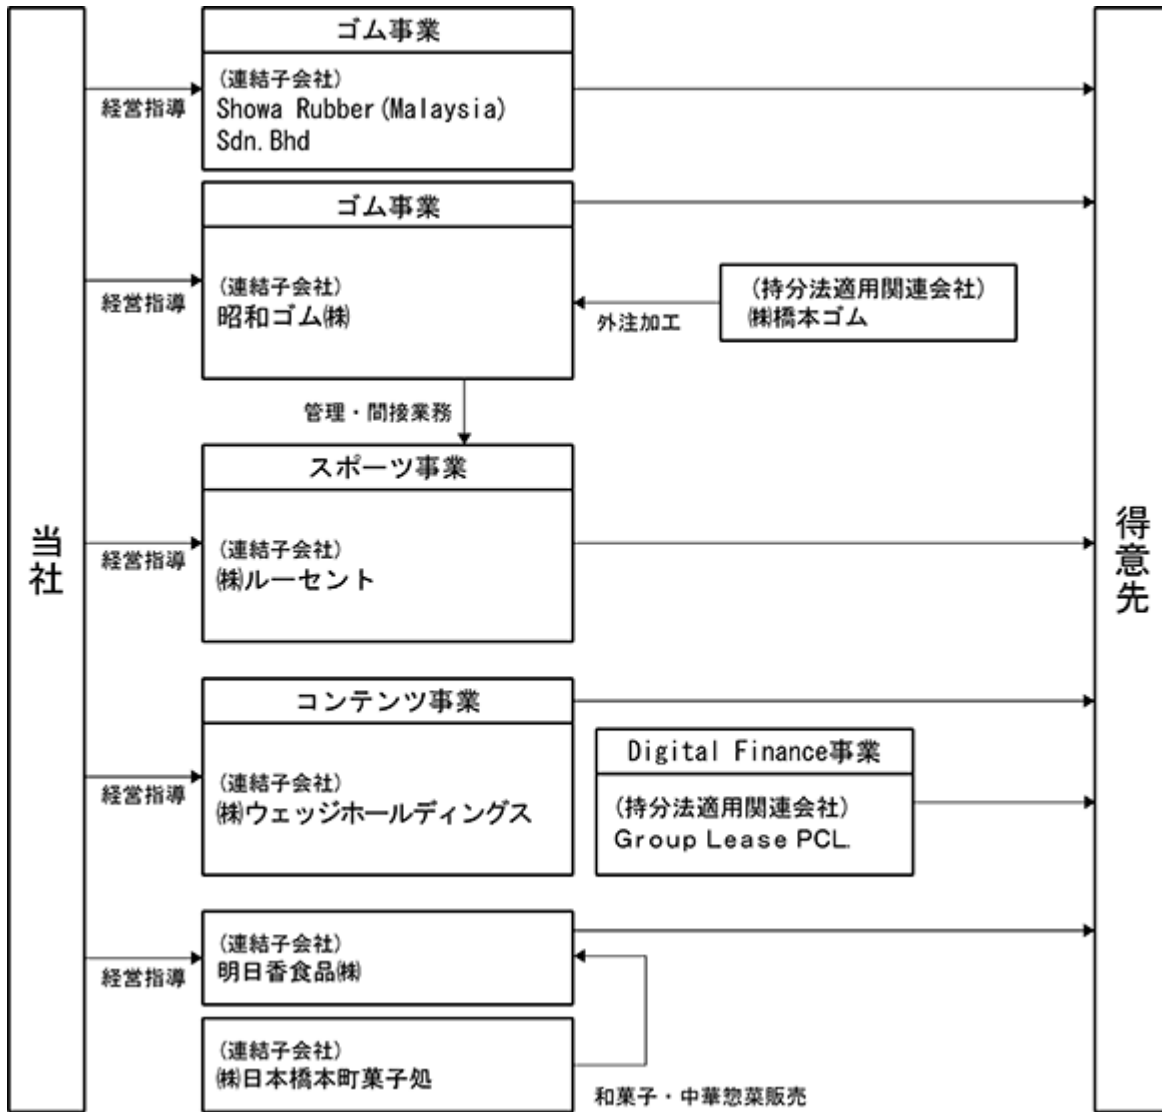 当社
ゴム事業
(連結子会社)
Showa Rubber(Malaysia)
Sdn.Bhd
経営指導
ゴム事業
(連結子会社)
昭和ゴム㈱
経営指導
(持分法適用関連会社)
㈱橋本ゴム
外注加工
管理・間接業務
スポーツ事業
(連結子会社)
㈱ルーセント
経営指導
コンテンツ事業
(連結子会社)
㈱ウェッジホールディングス
経営指導
Digital Finance事業
(持分法適用関連会社)
Group Lease PCL.
(連結子会社)
明日香食品㈱
経営指導
(連結子会社)
㈱日本橋本町菓子処
和菓子・中華惣菜販売
得意先